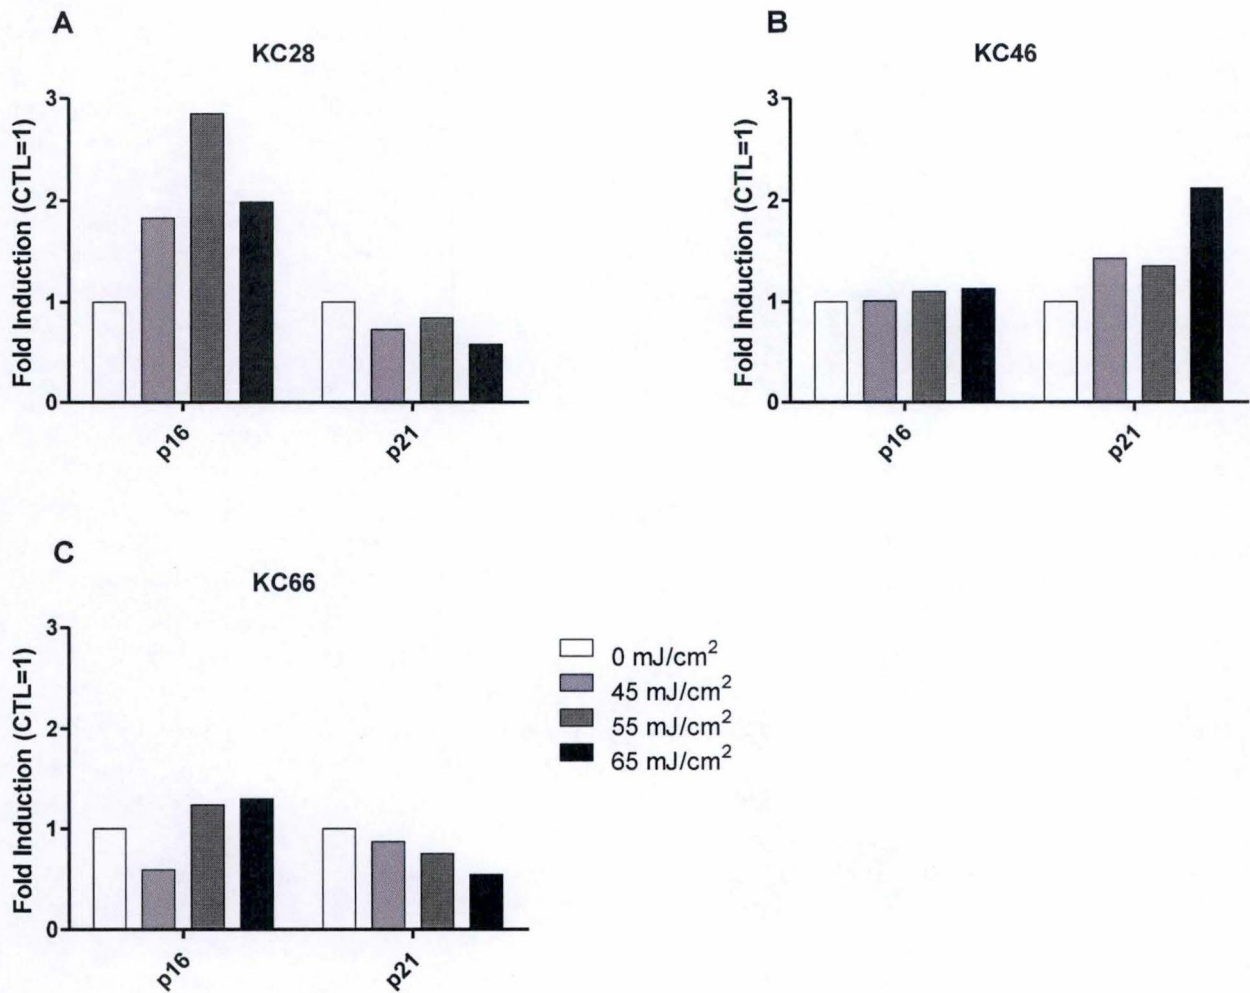 A
KC28
Fold Induction (CTL=1)
3
2
1
0
p16
p21
B
KC46
Fold Induction (CTL=1)
3
2
1
0
p16
p21
C
KC66
Fold Induction (CTL=1)
3
2
1
0
p16
p21
0 mJ/cm²
45 mJ/cm²
55 mJ/cm²
65 mJ/cm²